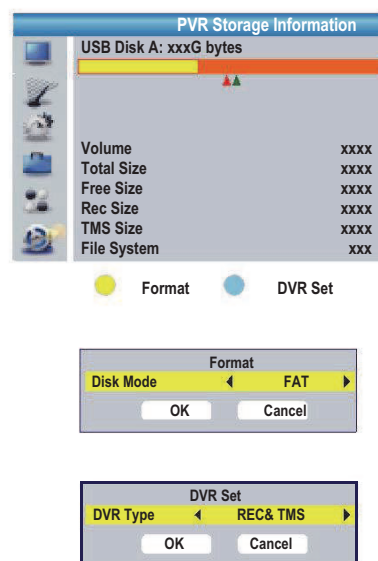 PVR Storage Information
USB Disk A: xxxG bytes
Volume xxxx
Total Size xxxx
Free Size xxxx
Rec Size xxxx
TMS Size xxxx
File System xxx
Format DVR Set
Format
Disk Mode FAT
OK Cancel
DVR Set
DVR Type REC& TMS
OK Cancel